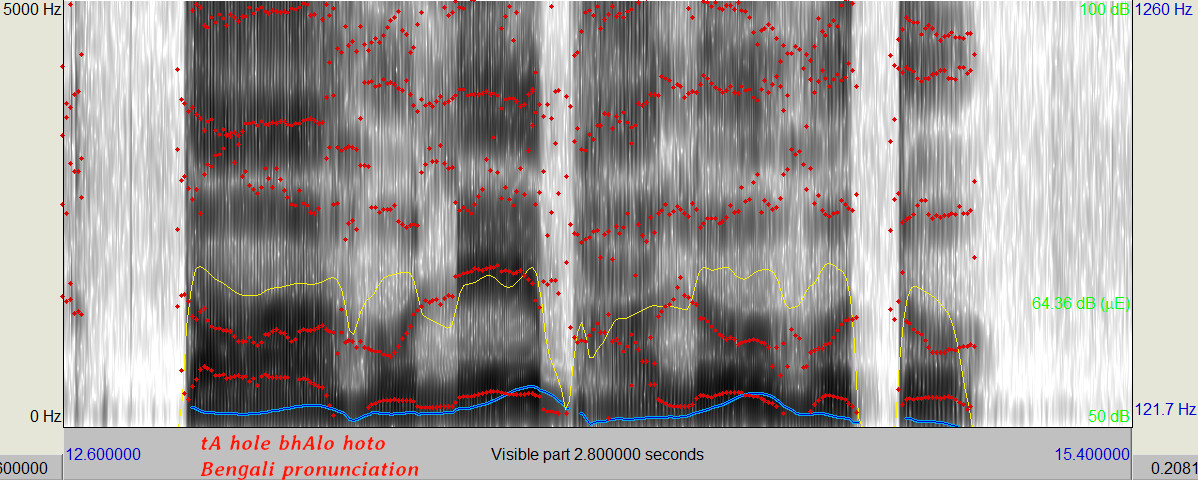 5000 Hz
100 dB
1260 Hz
64.36 dB (µE)
0 Hz
50 dB
121.7 Hz
tA hole bhAlo hoto
12.600000
Visible part 2.800000 seconds
15.400000
Bengali pronunciation
600000
0.2081